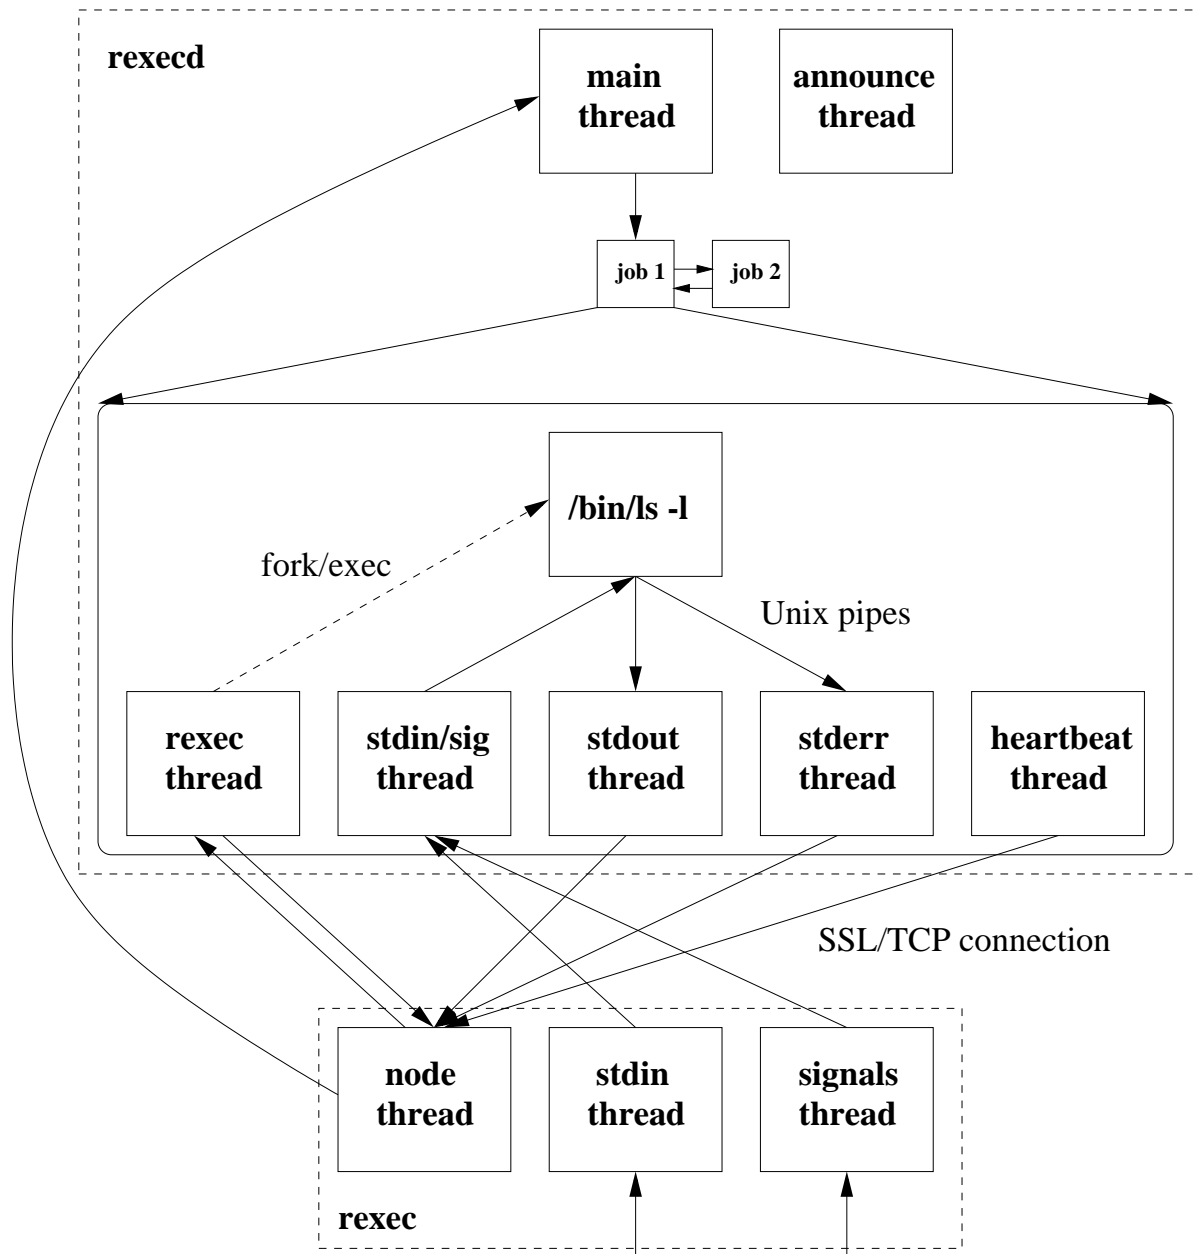 rexecd
main
thread
announce
thread
job 1
job 2
/bin/ls -l
fork/exec
Unix pipes
rexec
thread
stdin/sig
thread
stdout
thread
stderr
thread
heartbeat
thread
SSL/TCP connection
node
thread
stdin
thread
signals
thread
rexec